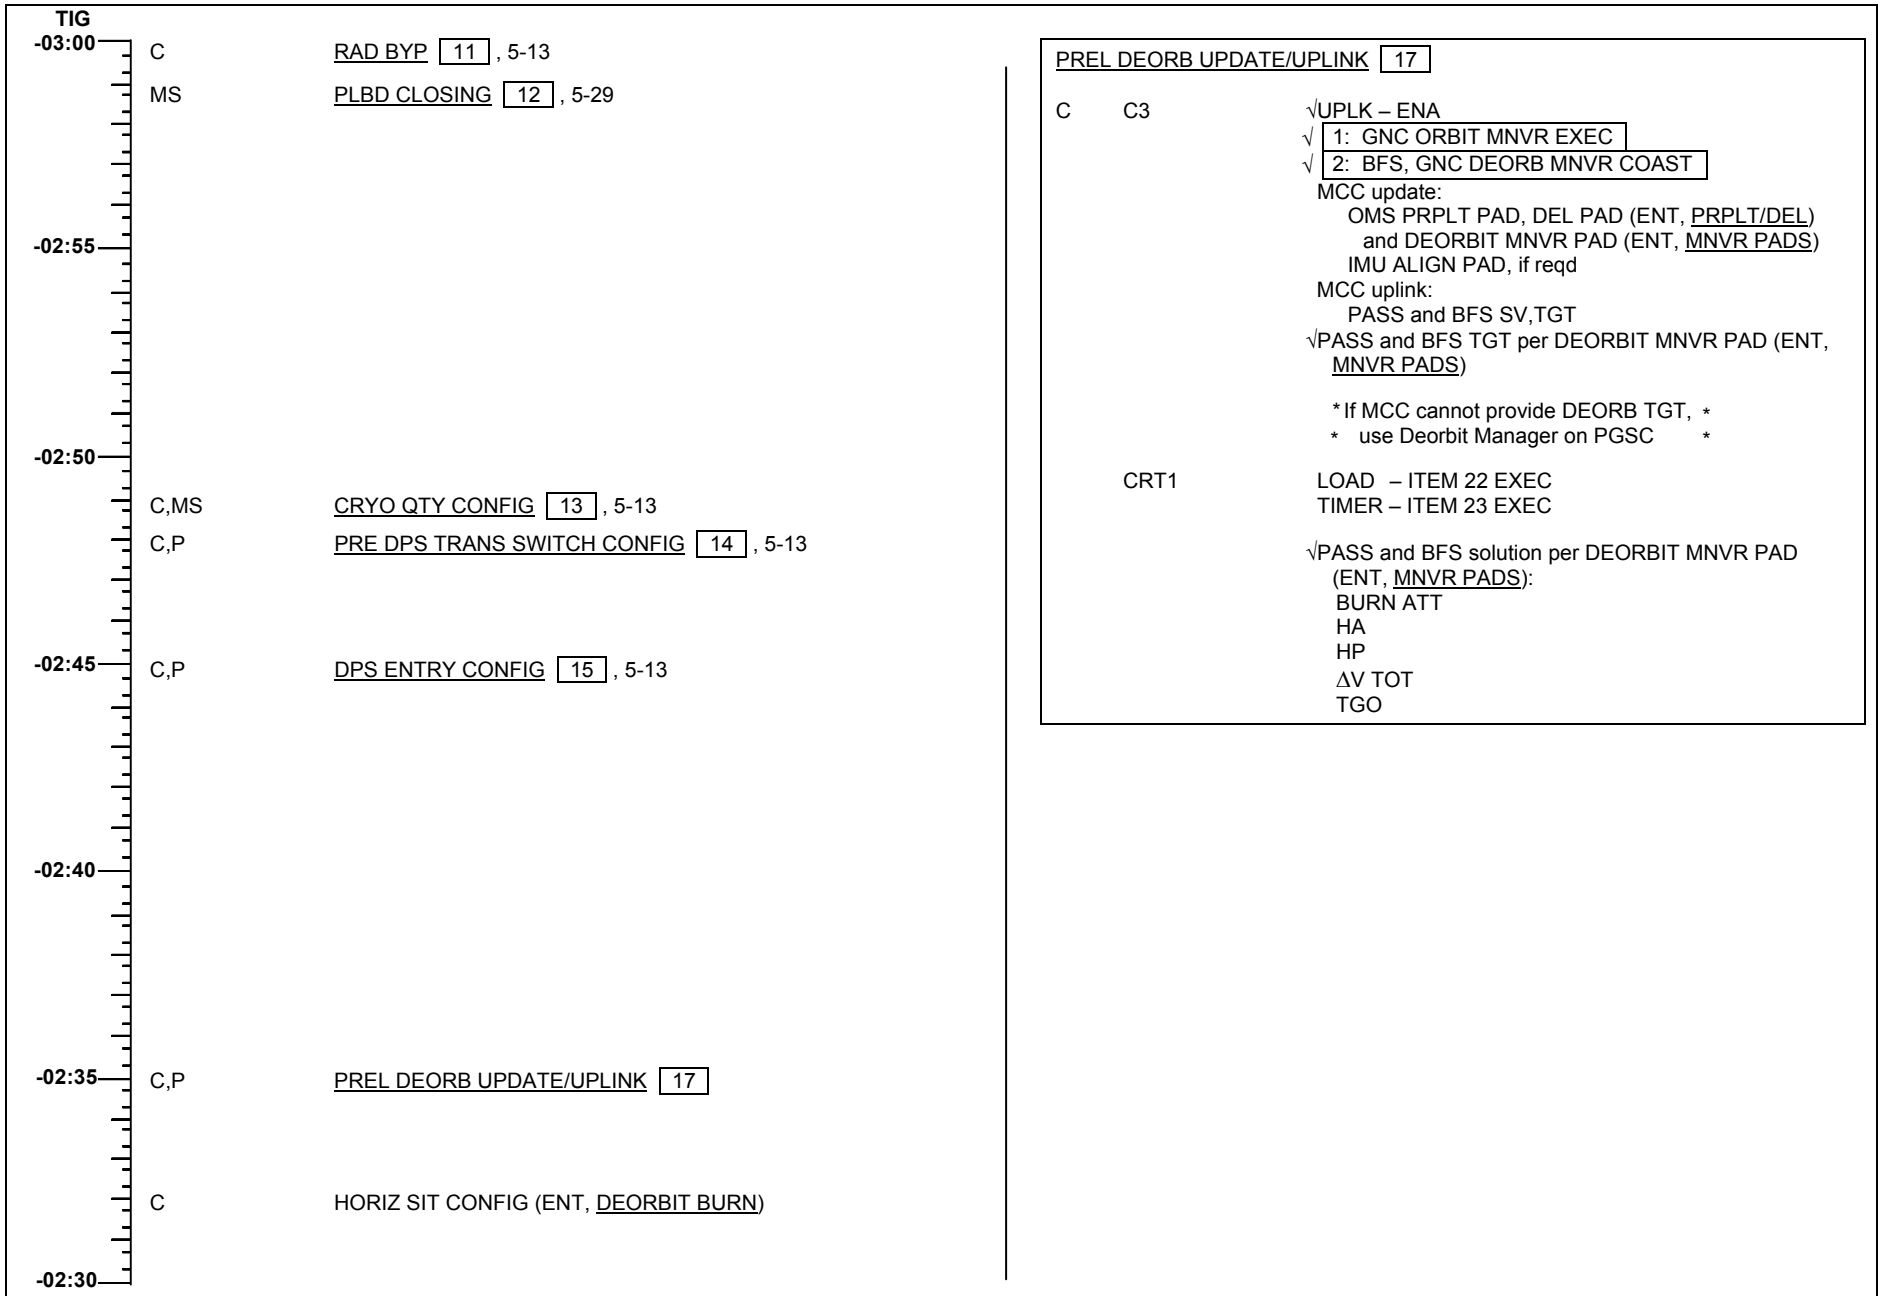 TIG
-03:00
C RAD BYP 11 , 5-13
MS PLBD CLOSING 12 , 5-29
-02:55
-02:50
C,MS CRYO QTY CONFIG 13 , 5-13
C,P PRE DPS TRANS SWITCH CONFIG 14 , 5-13
-02:45 C,P DPS ENTRY CONFIG 15 , 5-13
-02:40
-02:35 C,P PREL DEORB UPDATE/UPLINK 17
C HORIZ SIT CONFIG (ENT, DEORBIT BURN)
-02:30
PREL DEORB UPDATE/UPLINK 17
C C3 √UPLK – ENA
√ 1: GNC ORBIT MNVR EXEC
√ 2: BFS, GNC DEORB MNVR COAST
MCC update:
OMS PRPLT PAD, DEL PAD (ENT, PRPLT/DEL)
and DEORBIT MNVR PAD (ENT, MNVR PADS)
IMU ALIGN PAD, if reqd
MCC uplink:
PASS and BFS SV,TGT
√PASS and BFS TGT per DEORBIT MNVR PAD (ENT,
MNVR PADS)
* If MCC cannot provide DEORB TGT, *
* use Deorbit Manager on PGSC *
CRT1 LOAD – ITEM 22 EXEC
TIMER – ITEM 23 EXEC
√PASS and BFS solution per DEORBIT MNVR PAD
(ENT, MNVR PADS):
BURN ATT
HA
HP
∆V TOT
TGO